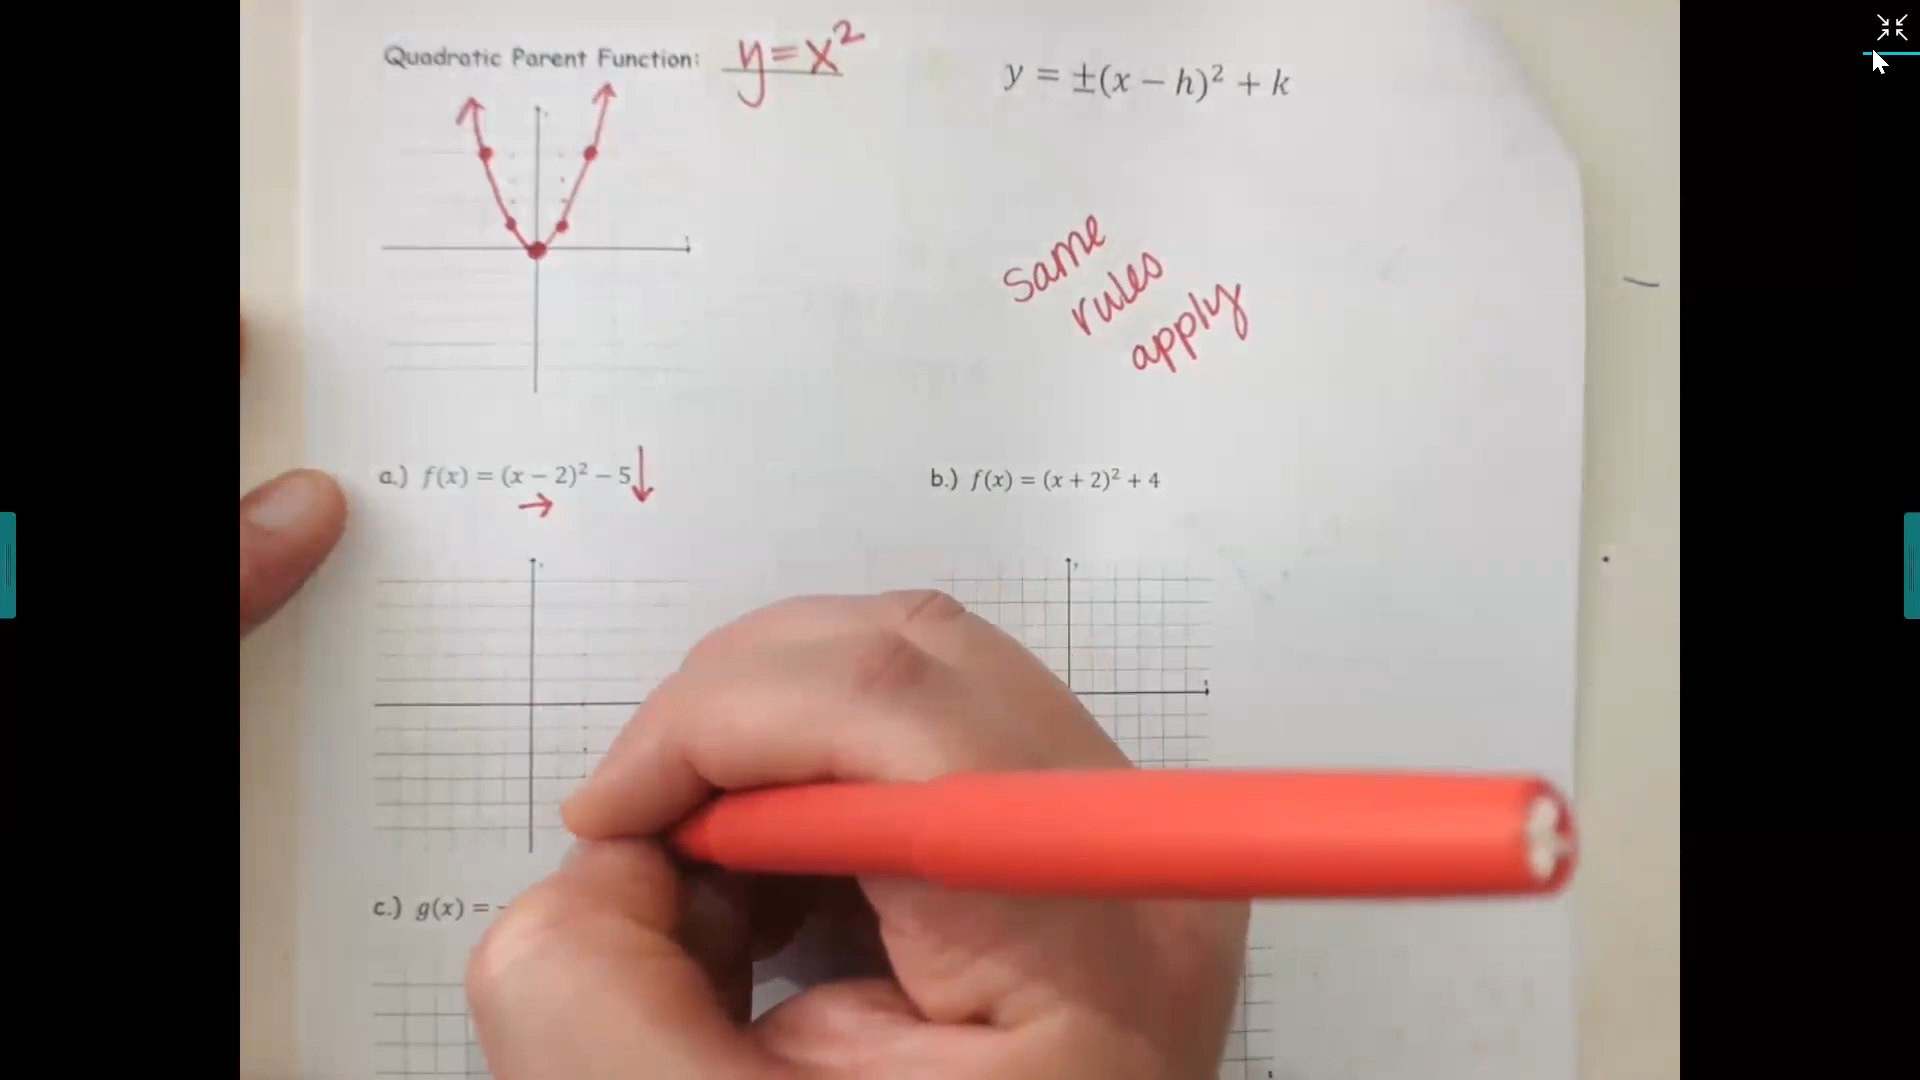 Quadratic Parent Function: y=x²
y = ±(x − h)² + k
same
rules
apply
a.) f(x) = (x − 2)² − 5
b.) f(x) = (x + 2)² + 4
c.) g(x) = -